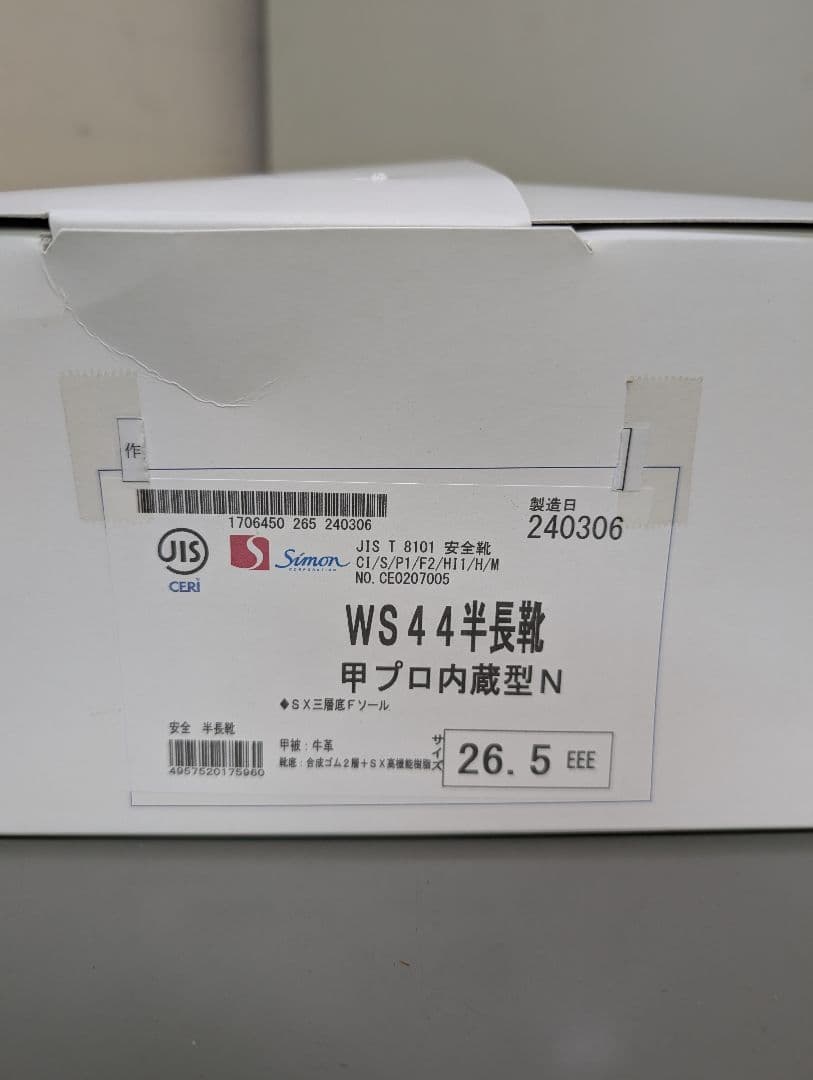 作
1706450 265 240306
製造日
240306
JIS
CERI
Simon
CORPORATION
JIS T 8101 安全靴
CI/S/P1/F2/HI1/H/M
NO.CE0207005
WS44半長靴
甲プロ内蔵型N
◆SX三層底Fソール
安全 半長靴
4957520175960
甲被:牛革
靴底:合成ゴム2層+SX高機能樹脂
サイズ
26.5 EEE